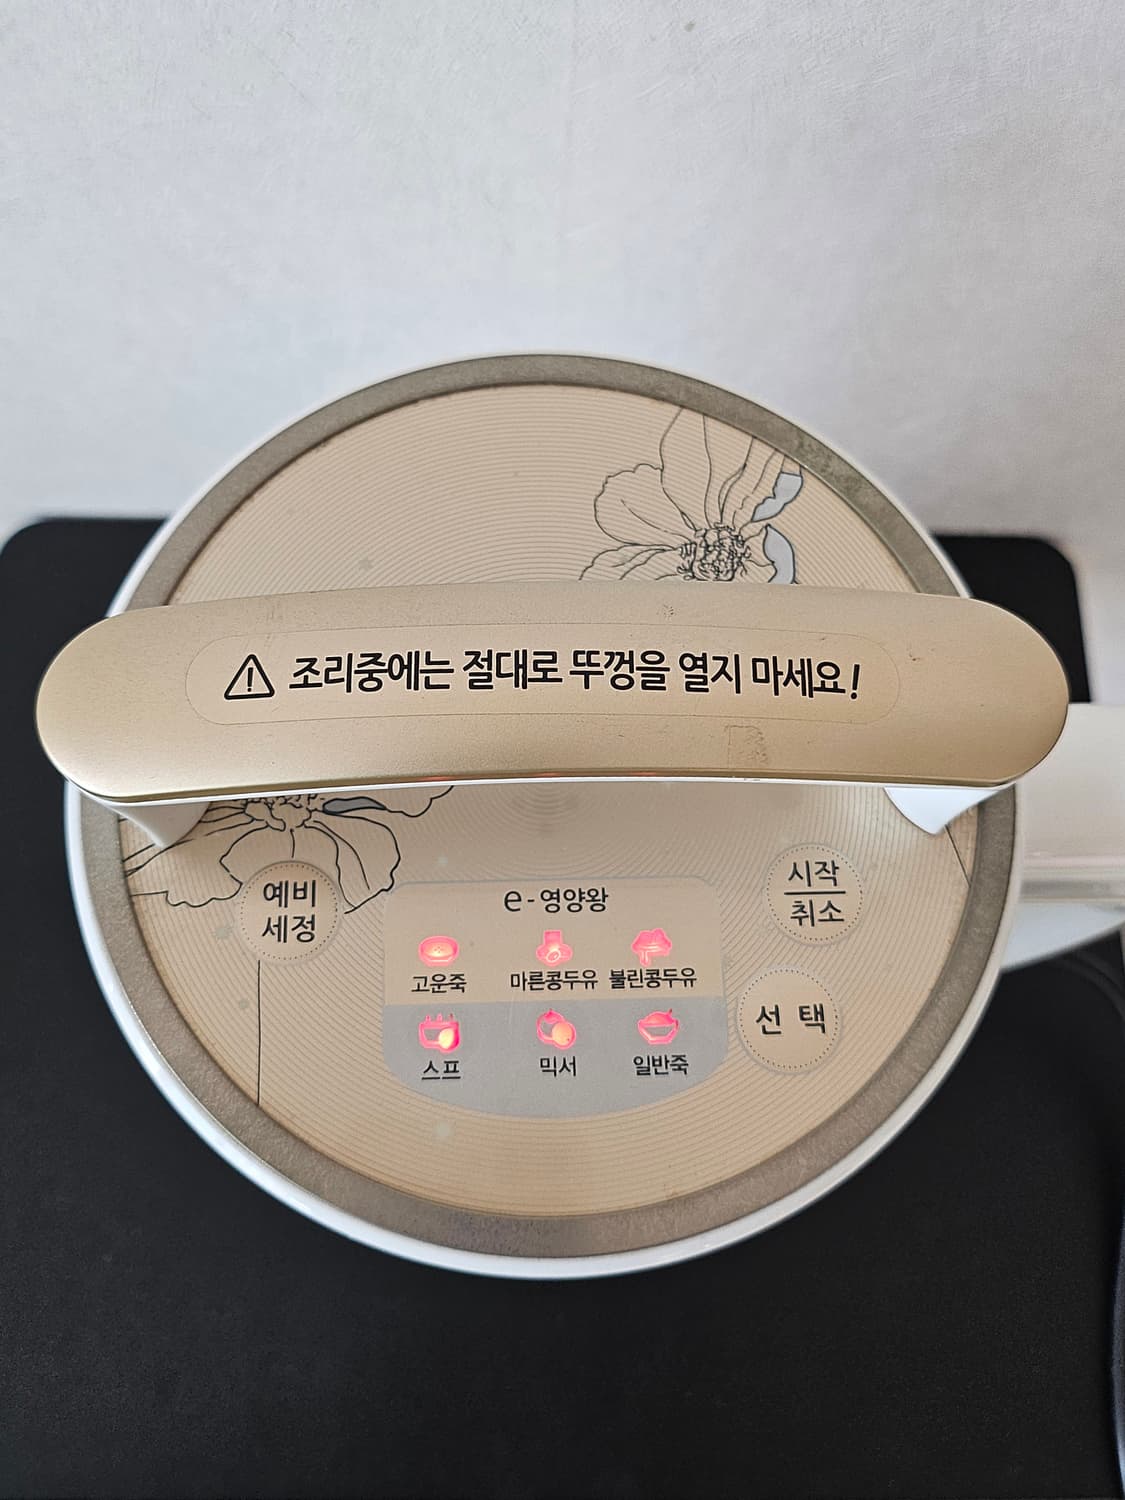 ⚠ 조리중에는 절대로 뚜껑을 열지 마세요!
예비
세정
e-영양왕
고운죽 마른콩두유 불린콩두유
스프 믹서 일반죽
시작
취소
선 택